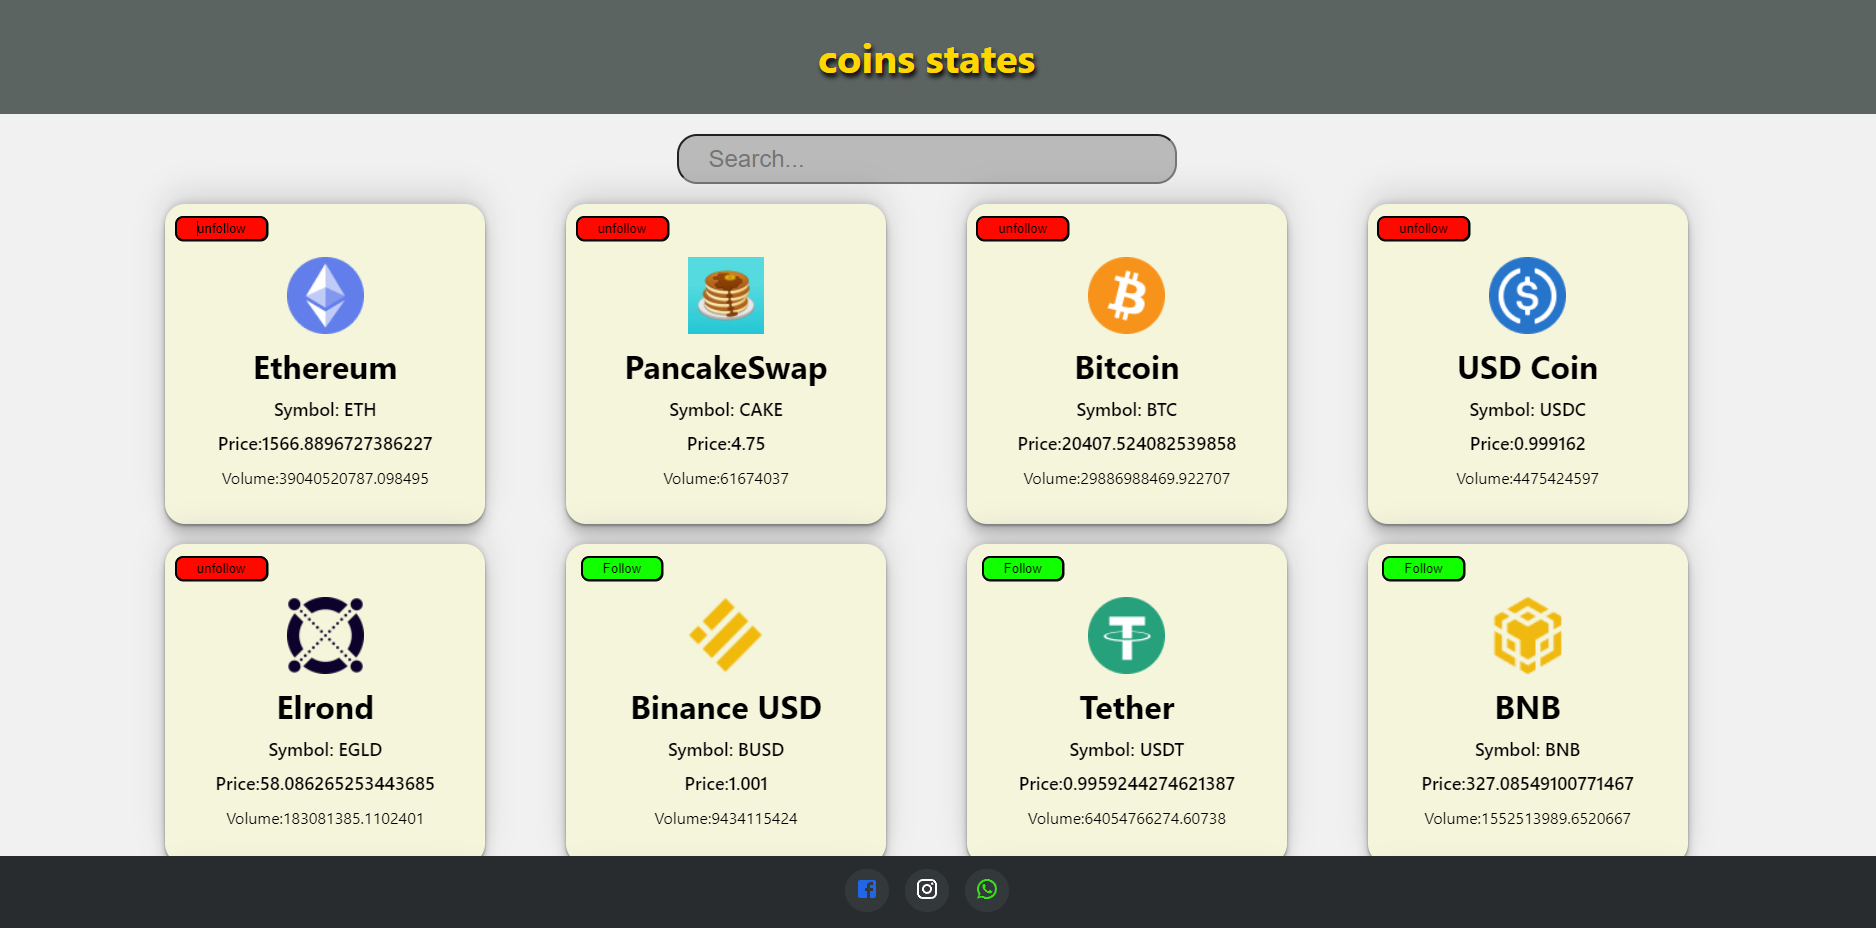 coins states
Search...
unfollow
Ethereum
Symbol: ETH
Price:1566.8896727386227
Volume:39040520787.098495
unfollow
PancakeSwap
Symbol: CAKE
Price:4.75
Volume:61674037
unfollow
Bitcoin
Symbol: BTC
Price:20407.524082539858
Volume:29886988469.922707
unfollow
USD Coin
Symbol: USDC
Price:0.999162
Volume:4475424597
unfollow
Elrond
Symbol: EGLD
Price:58.086265253443685
Volume:183081385.1102401
Follow
Binance USD
Symbol: BUSD
Price:1.001
Volume:9434115424
Follow
Tether
Symbol: USDT
Price:0.9959244274621387
Volume:64054766274.60738
Follow
BNB
Symbol: BNB
Price:327.08549100771467
Volume:1552513989.6520667